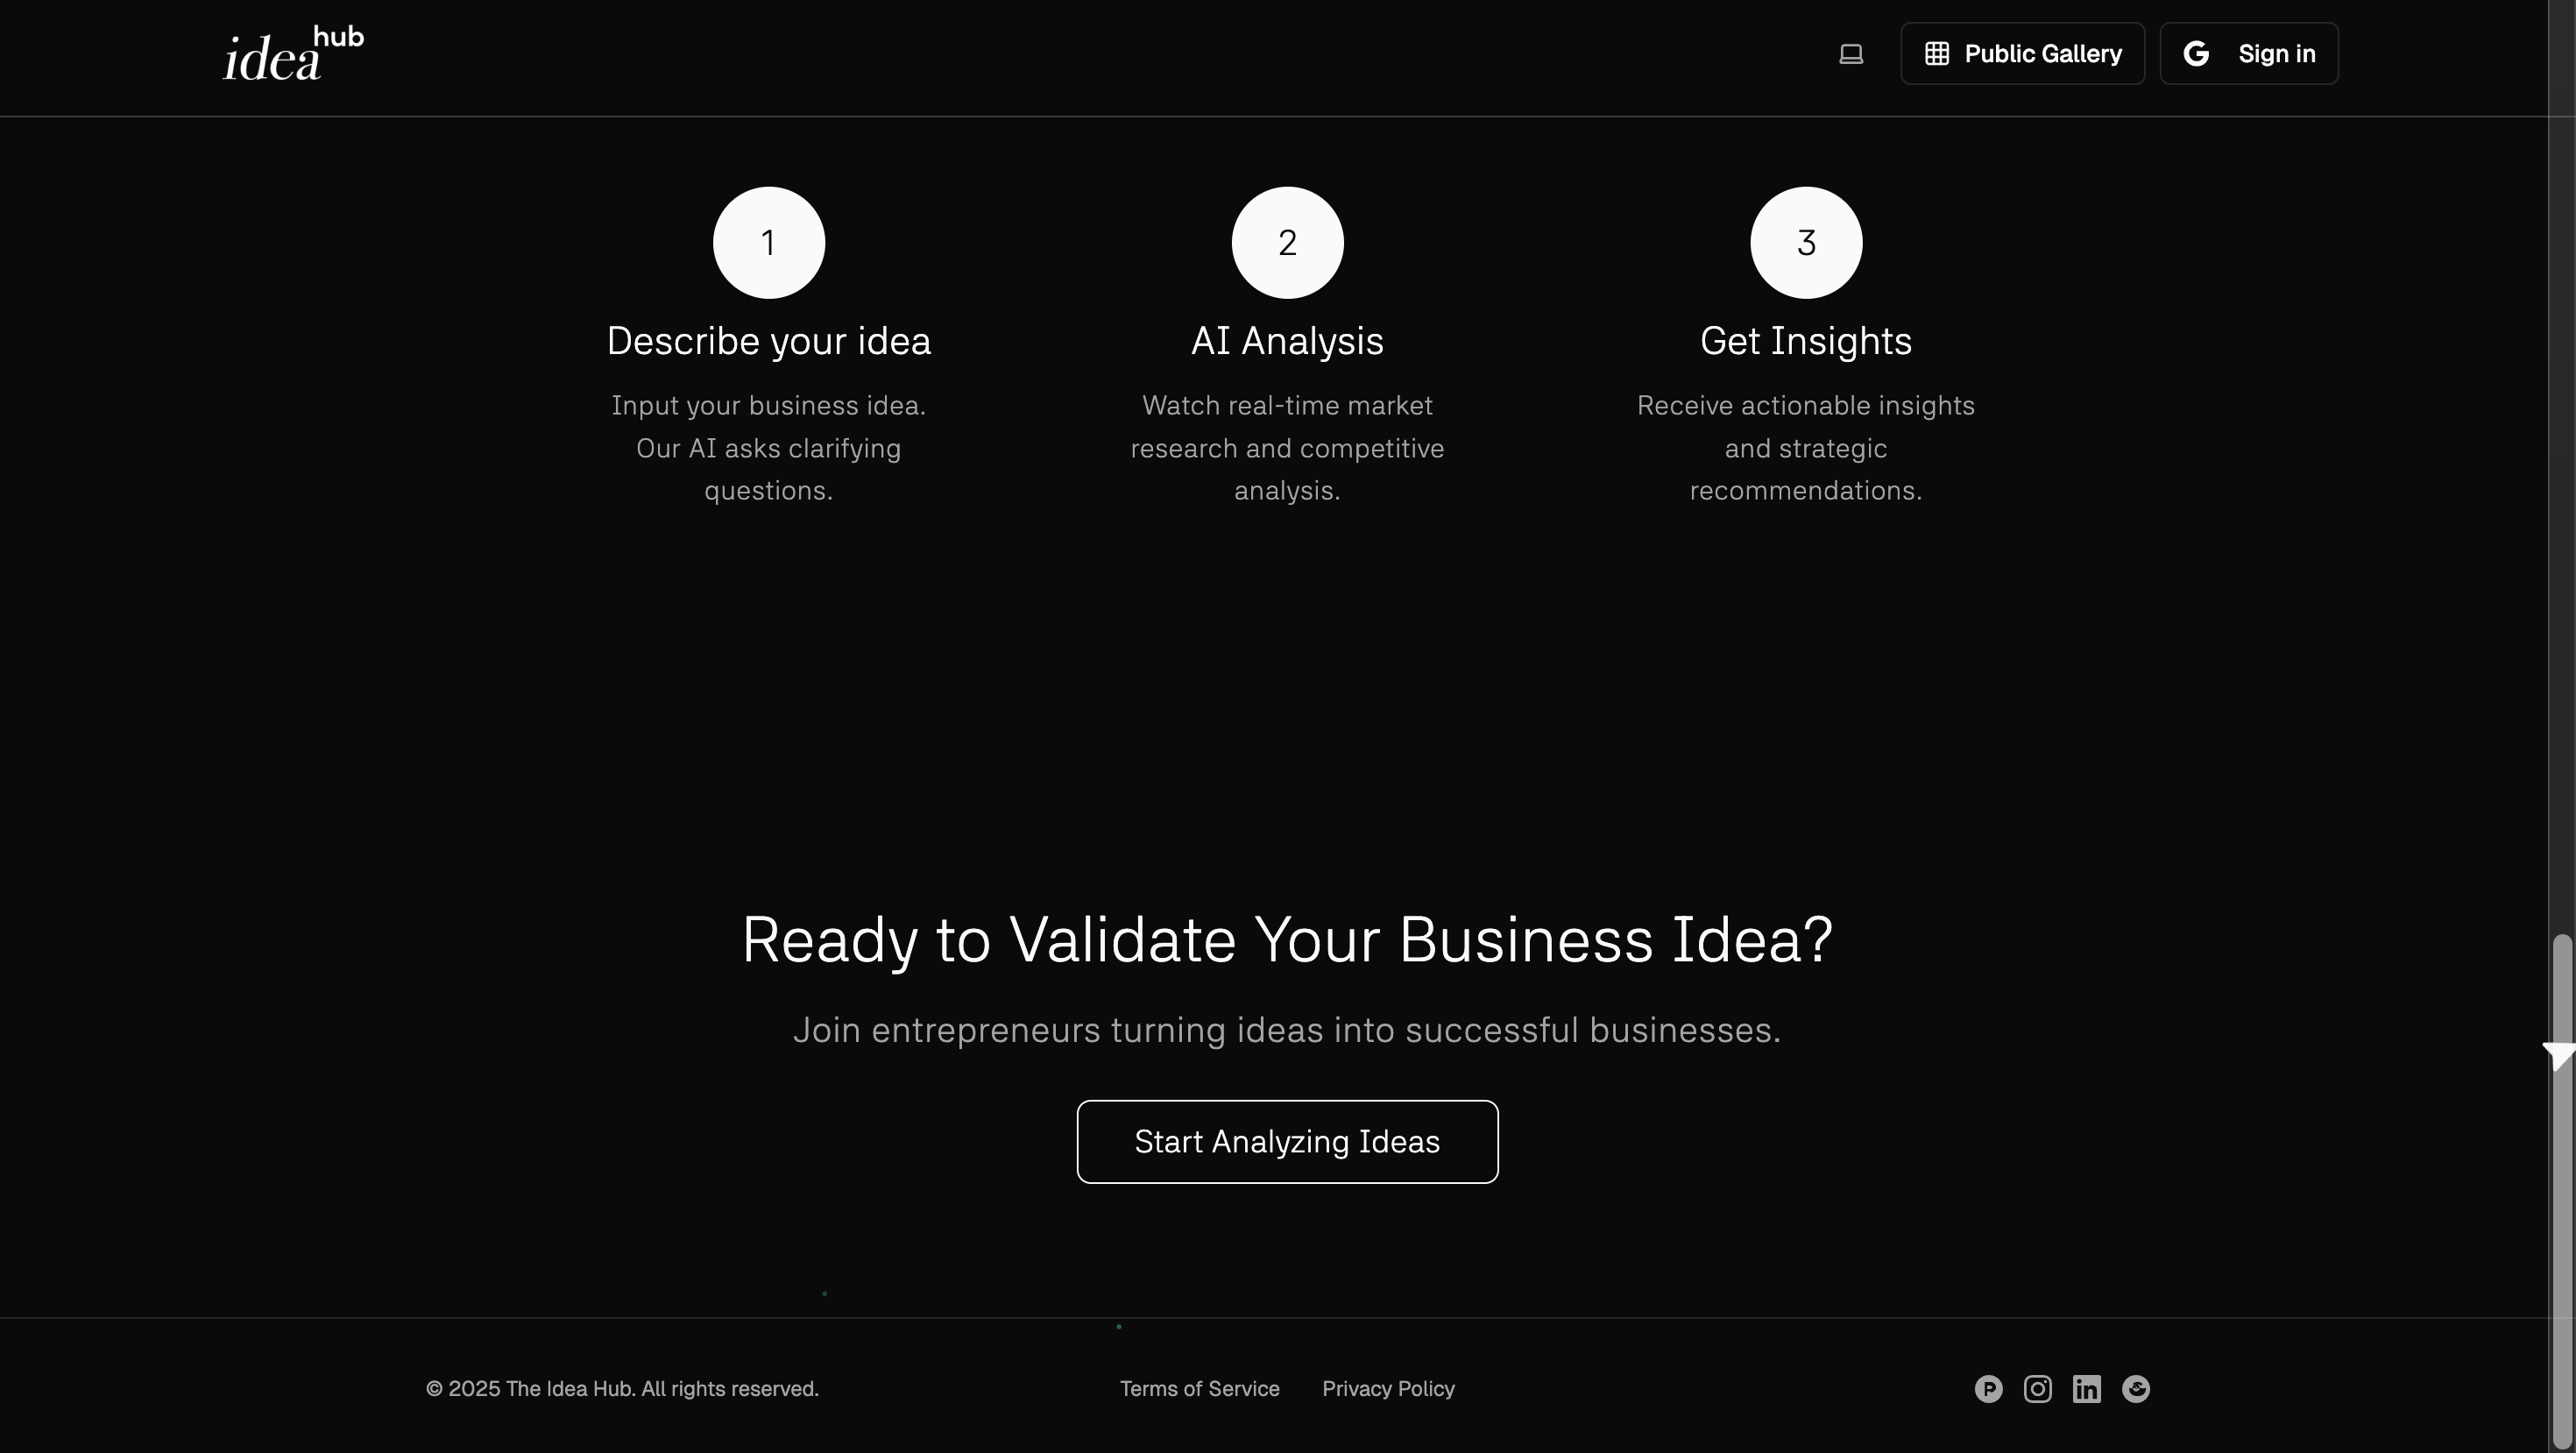 idea hub
Public Gallery
Sign in
1
2
3
Describe your idea
AI Analysis
Get Insights
Input your business idea.
Our AI asks clarifying
questions.
Watch real-time market
research and competitive
analysis.
Receive actionable insights
and strategic
recommendations.
Ready to Validate Your Business Idea?
Join entrepreneurs turning ideas into successful businesses.
Start Analyzing Ideas
© 2025 The Idea Hub. All rights reserved.
Terms of Service
Privacy Policy